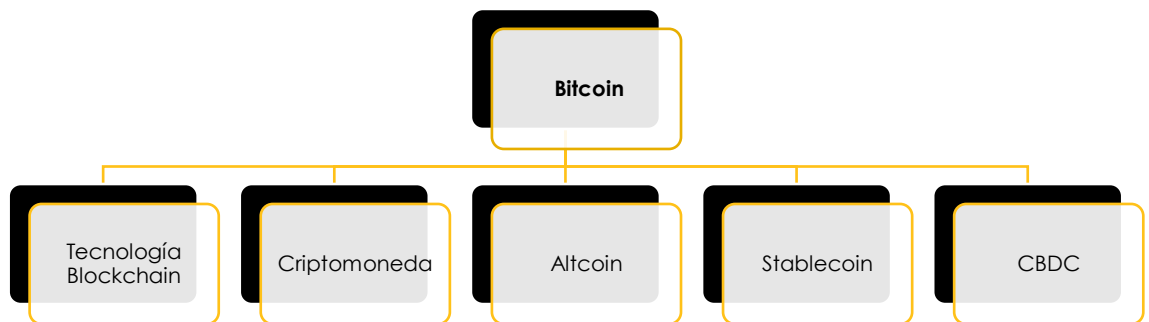 Bitcoin
Tecnología
Blockchain
Criptomoneda
Altcoin
Stablecoin
CBDC